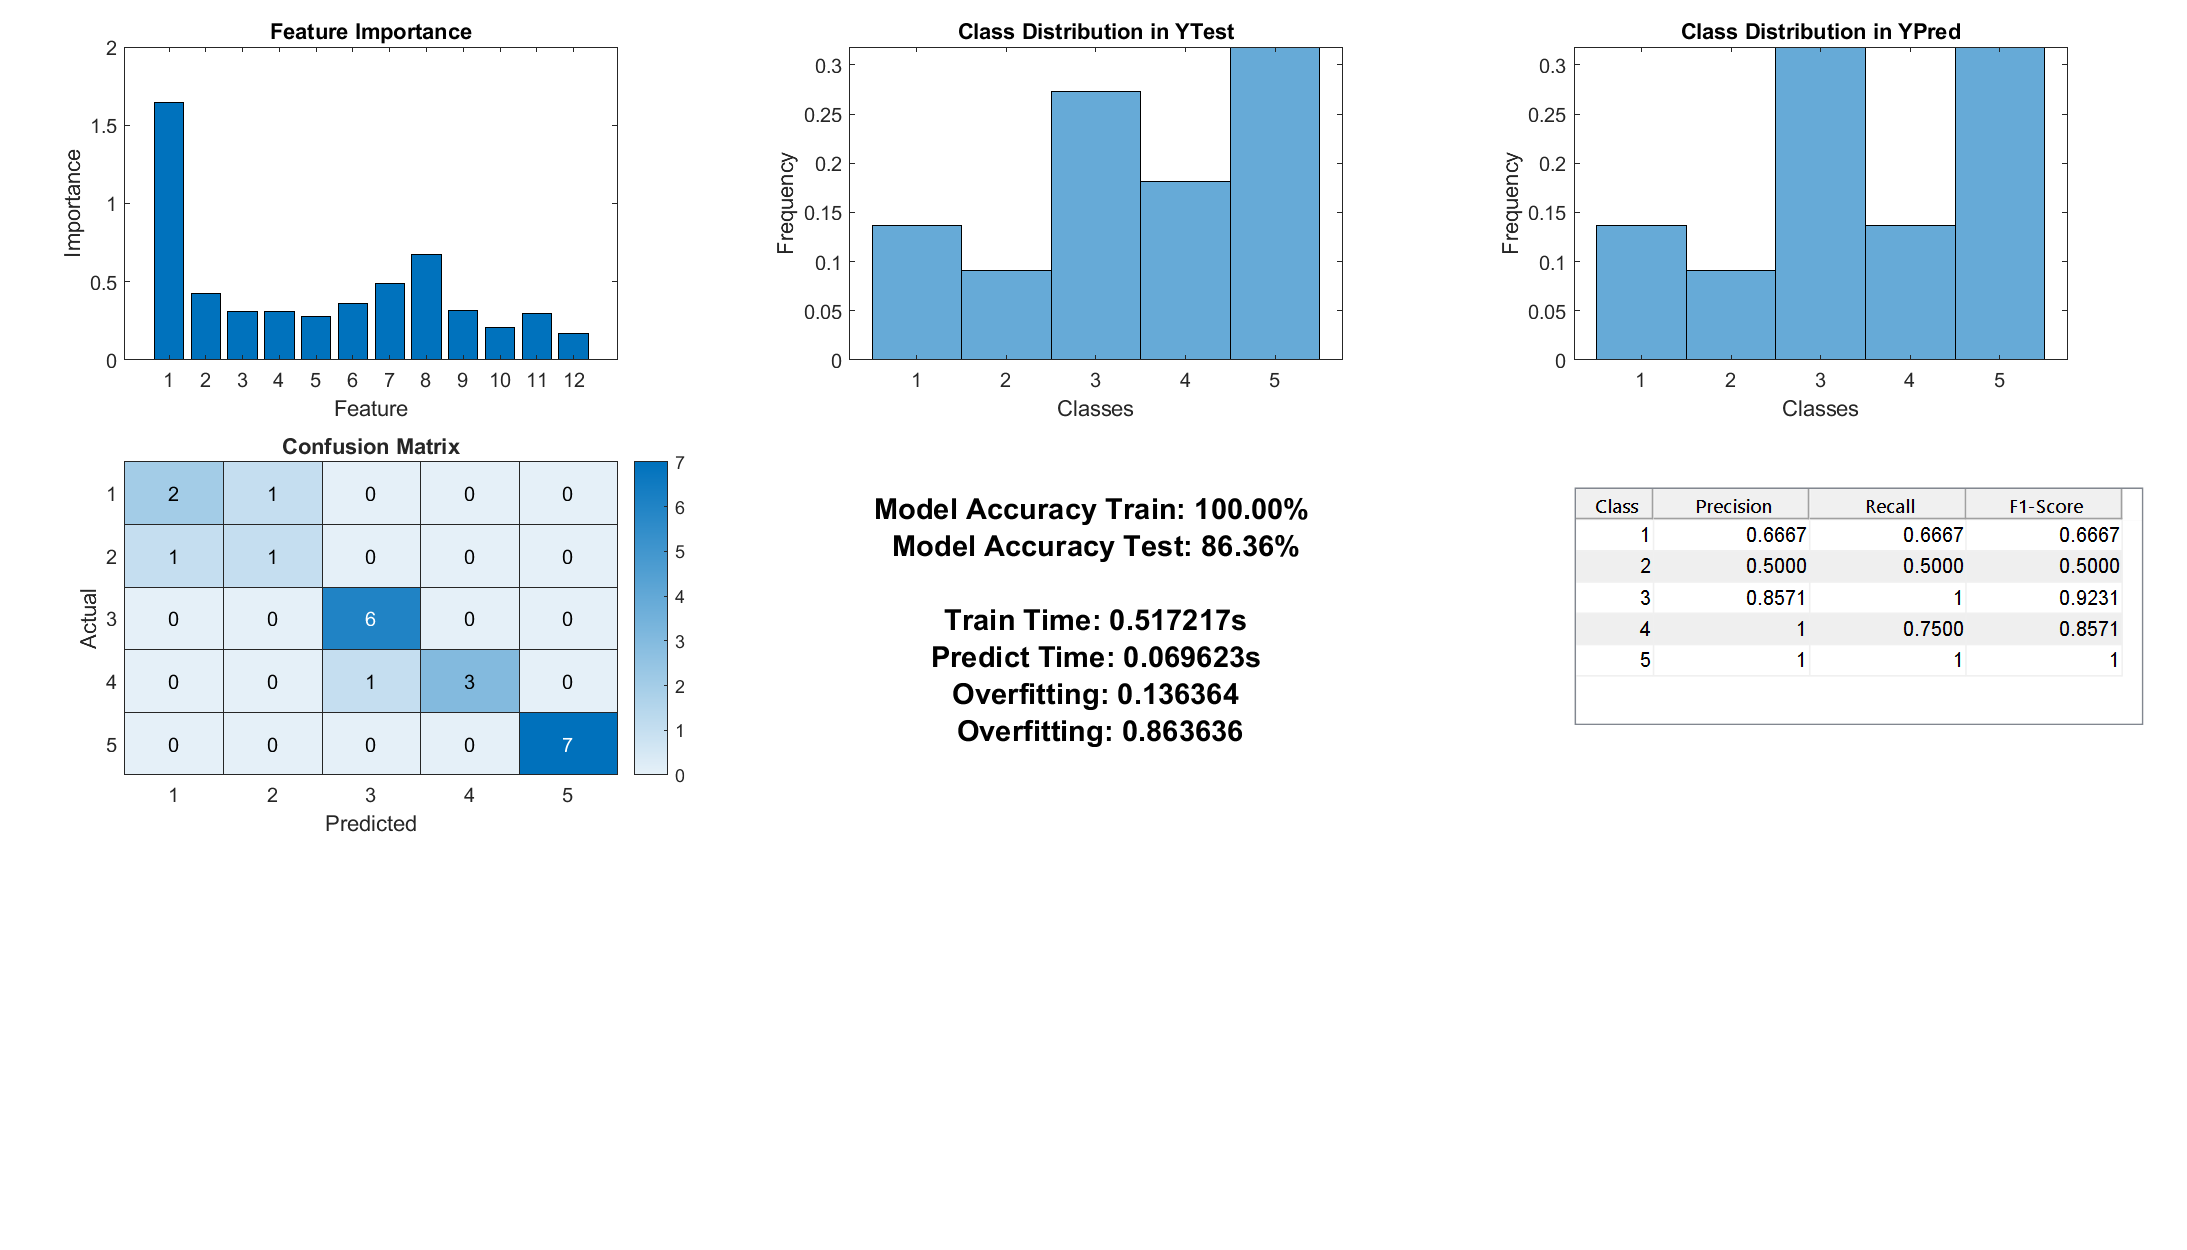 Feature Importance
2
1.5
1
0.5
0
Importance
1 2 3 4 5 6 7 8 9 10 11 12
Feature
Class Distribution in YTest
0.3
0.25
0.2
0.15
0.1
0.05
0
Frequency
1 2 3 4 5
Classes
Class Distribution in YPred
0.3
0.25
0.2
0.15
0.1
0.05
0
Frequency
1 2 3 4 5
Classes
Confusion Matrix
Actual
1 2 1 0 0 0
2 1 1 0 0 0
3 0 0 6 0 0
4 0 0 1 3 0
5 0 0 0 0 7
1 2 3 4 5
Predicted
7
6
5
4
3
2
1
0
Model Accuracy Train: 100.00%
Model Accuracy Test: 86.36%
Train Time: 0.517217s
Predict Time: 0.069623s
Overfitting: 0.136364
Overfitting: 0.863636
Class Precision Recall F1-Score
1 0.6667 0.6667 0.6667
2 0.5000 0.5000 0.5000
3 0.8571 1 0.9231
4 1 0.7500 0.8571
5 1 1 1